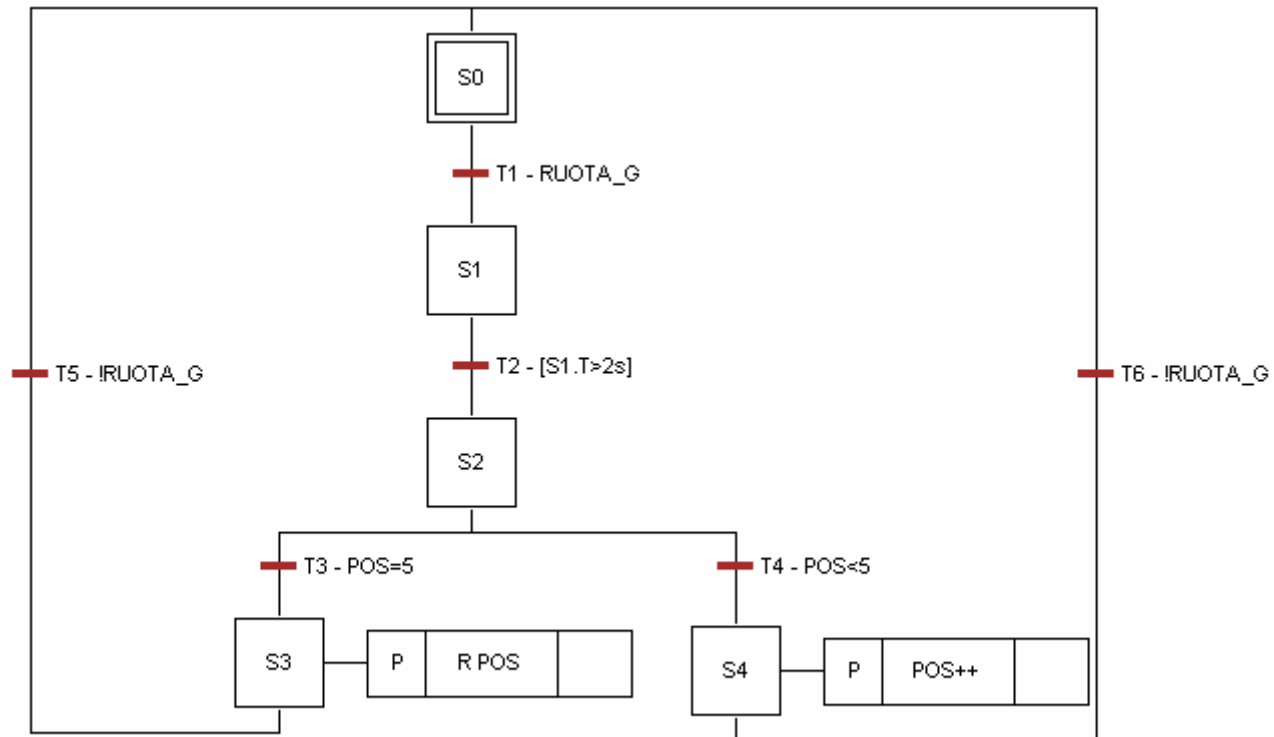 S0
T1 - RUOTA_G
S1
T2 - [S1.T>2s]
T5 - !RUOTA_G
T6 - !RUOTA_G
S2
T3 - POS=5
T4 - POS<5
S3
P
R POS
S4
P
POS++